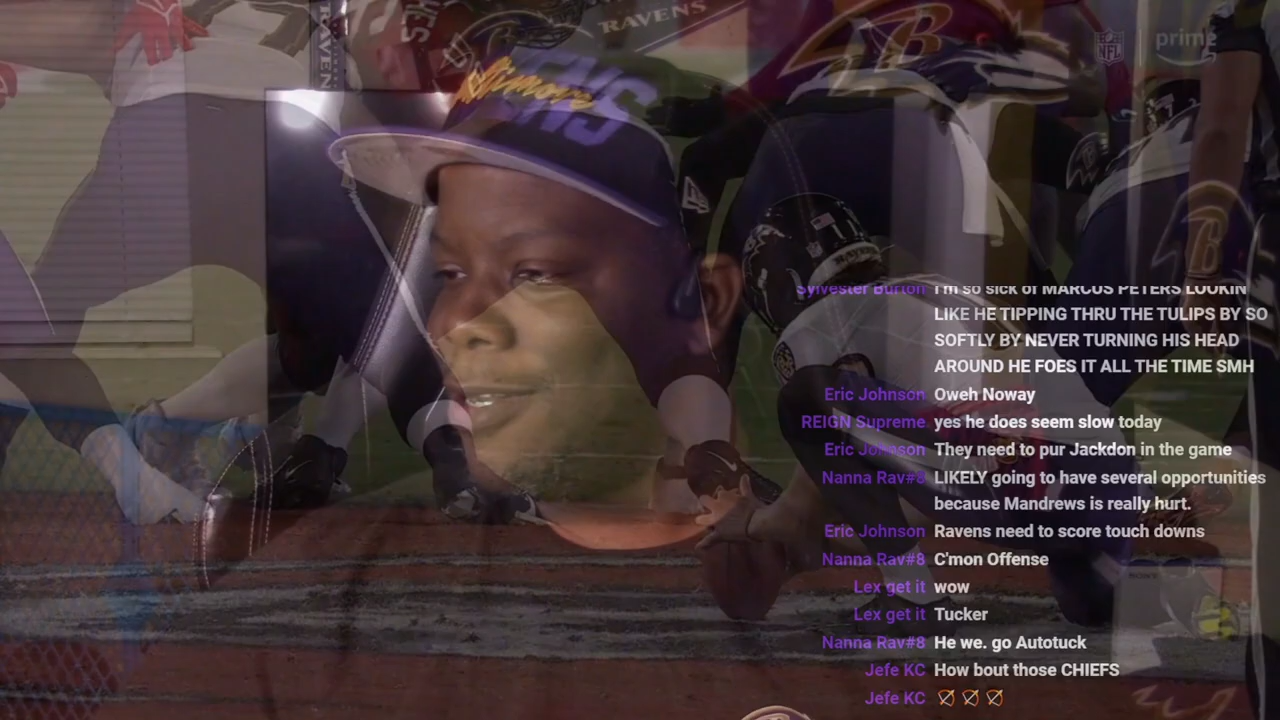 RAVENS
RAVEN
NFL
prime
Sylvester Burton I'm so sick of MARCUS PETERS LOOKIN
LIKE HE TIPPING THRU THE TULIPS BY SO
SOFTLY BY NEVER TURNING HIS HEAD
AROUND HE FOES IT ALL THE TIME SMH
Eric Johnson Oweh Noway
REIGN Supreme yes he does seem slow today
Eric Johnson They need to pur Jackdon in the game
Nanna Rav#8 LIKELY going to have several opportunities
because Mandrews is really hurt.
Eric Johnson Ravens need to score touch downs
Nanna Rav#8 C'mon Offense
Lex get it wow
Lex get it Tucker
Nanna Rav#8 He we. go Autotuck
Jefe KC How bout those CHIEFS
Jefe KC